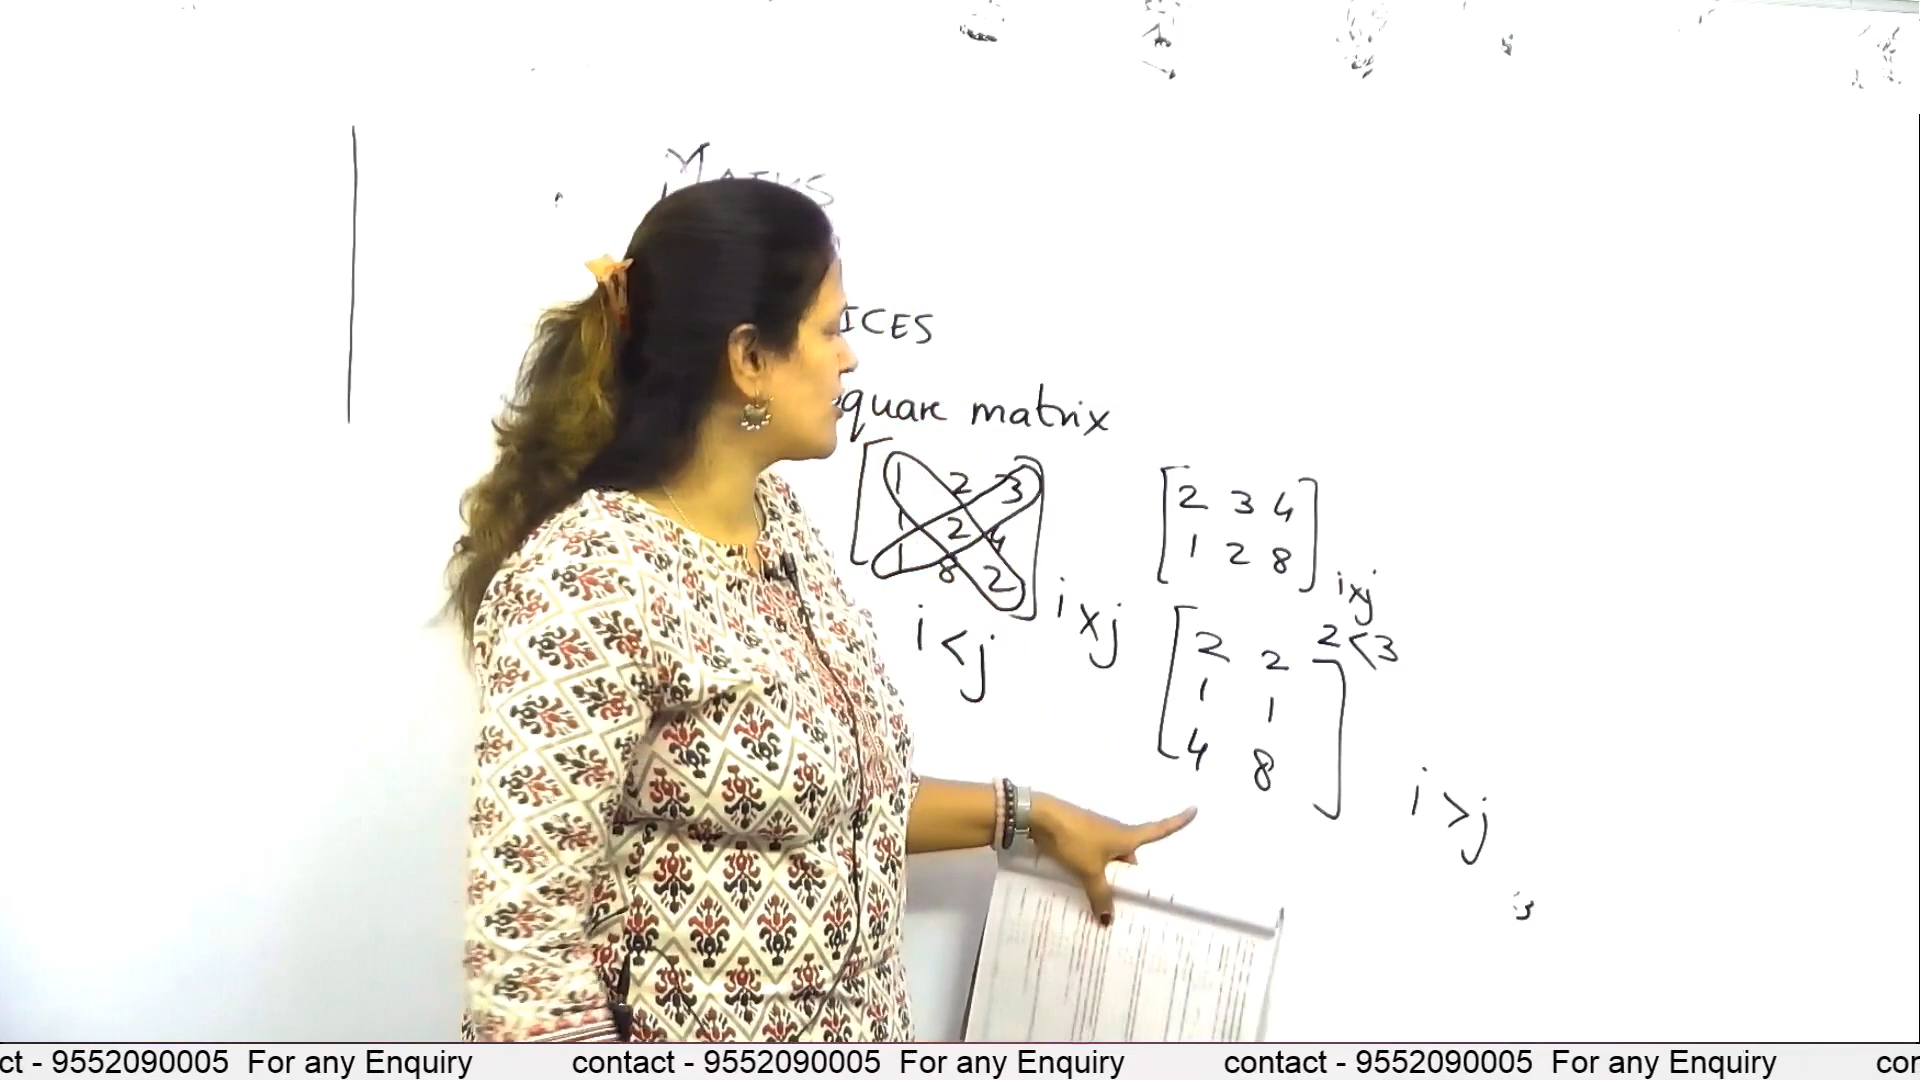 MATHS
ICES
quare matrix
1 2 3
1 2 4
1 8 2
i x j
i < j
2 3 4
1 2 8
i x j
2 < 3
2 2
1 1
4 8
i > j
ct - 9552090005 For any Enquiry contact - 9552090005 For any Enquiry contact - 9552090005 For any Enquiry cor